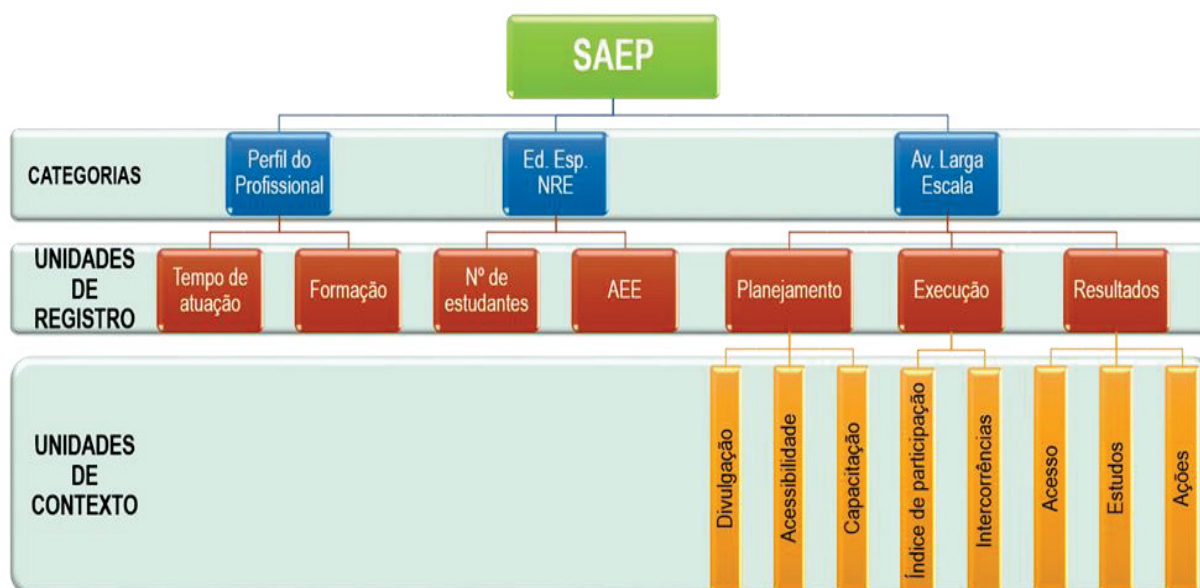 SAEP
CATEGORIAS
Perfil do
Profissional
Ed. Esp.
NRE
Av. Larga
Escala
UNIDADES
DE
REGISTRO
Tempo de
atuação
Formação
Nº de
estudantes
AEE
Planejamento
Execução
Resultados
UNIDADES
DE
CONTEXTO
Divulgação
Acessibilidade
Capacitação
Índice de participação
Intercorrências
Acesso
Estudos
Ações